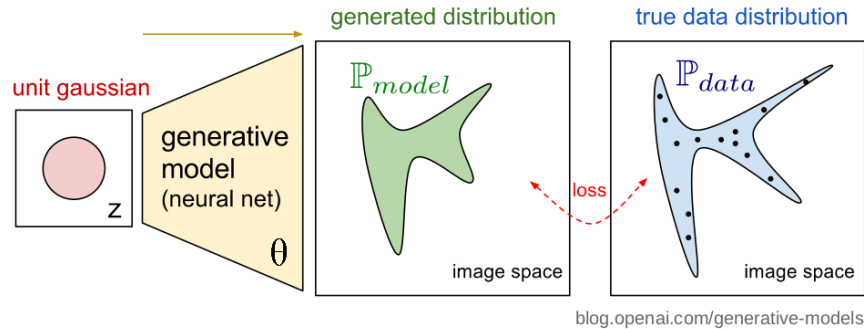 generated distribution
true data distribution
unit gaussian
z
generative
model
(neural net)
θ
ℙmodel
image space
loss
ℙdata
image space
blog.openai.com/generative-models